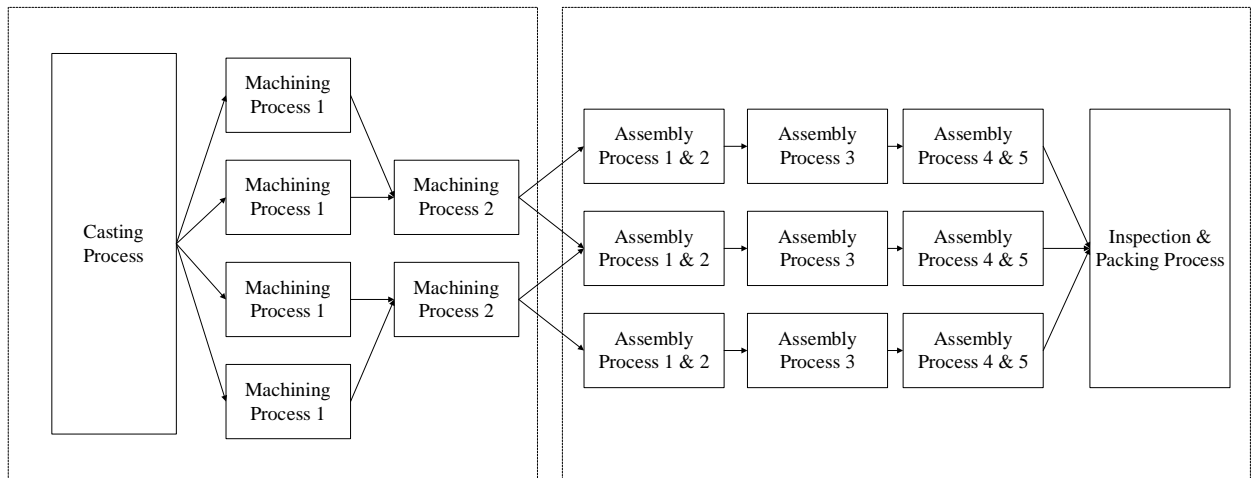 Casting
Process
Machining
Process 1
Machining
Process 1
Machining
Process 1
Machining
Process 1
Machining
Process 2
Machining
Process 2
Assembly
Process 1 & 2
Assembly
Process 3
Assembly
Process 4 & 5
Assembly
Process 1 & 2
Assembly
Process 3
Assembly
Process 4 & 5
Assembly
Process 1 & 2
Assembly
Process 3
Assembly
Process 4 & 5
Inspection &
Packing Process